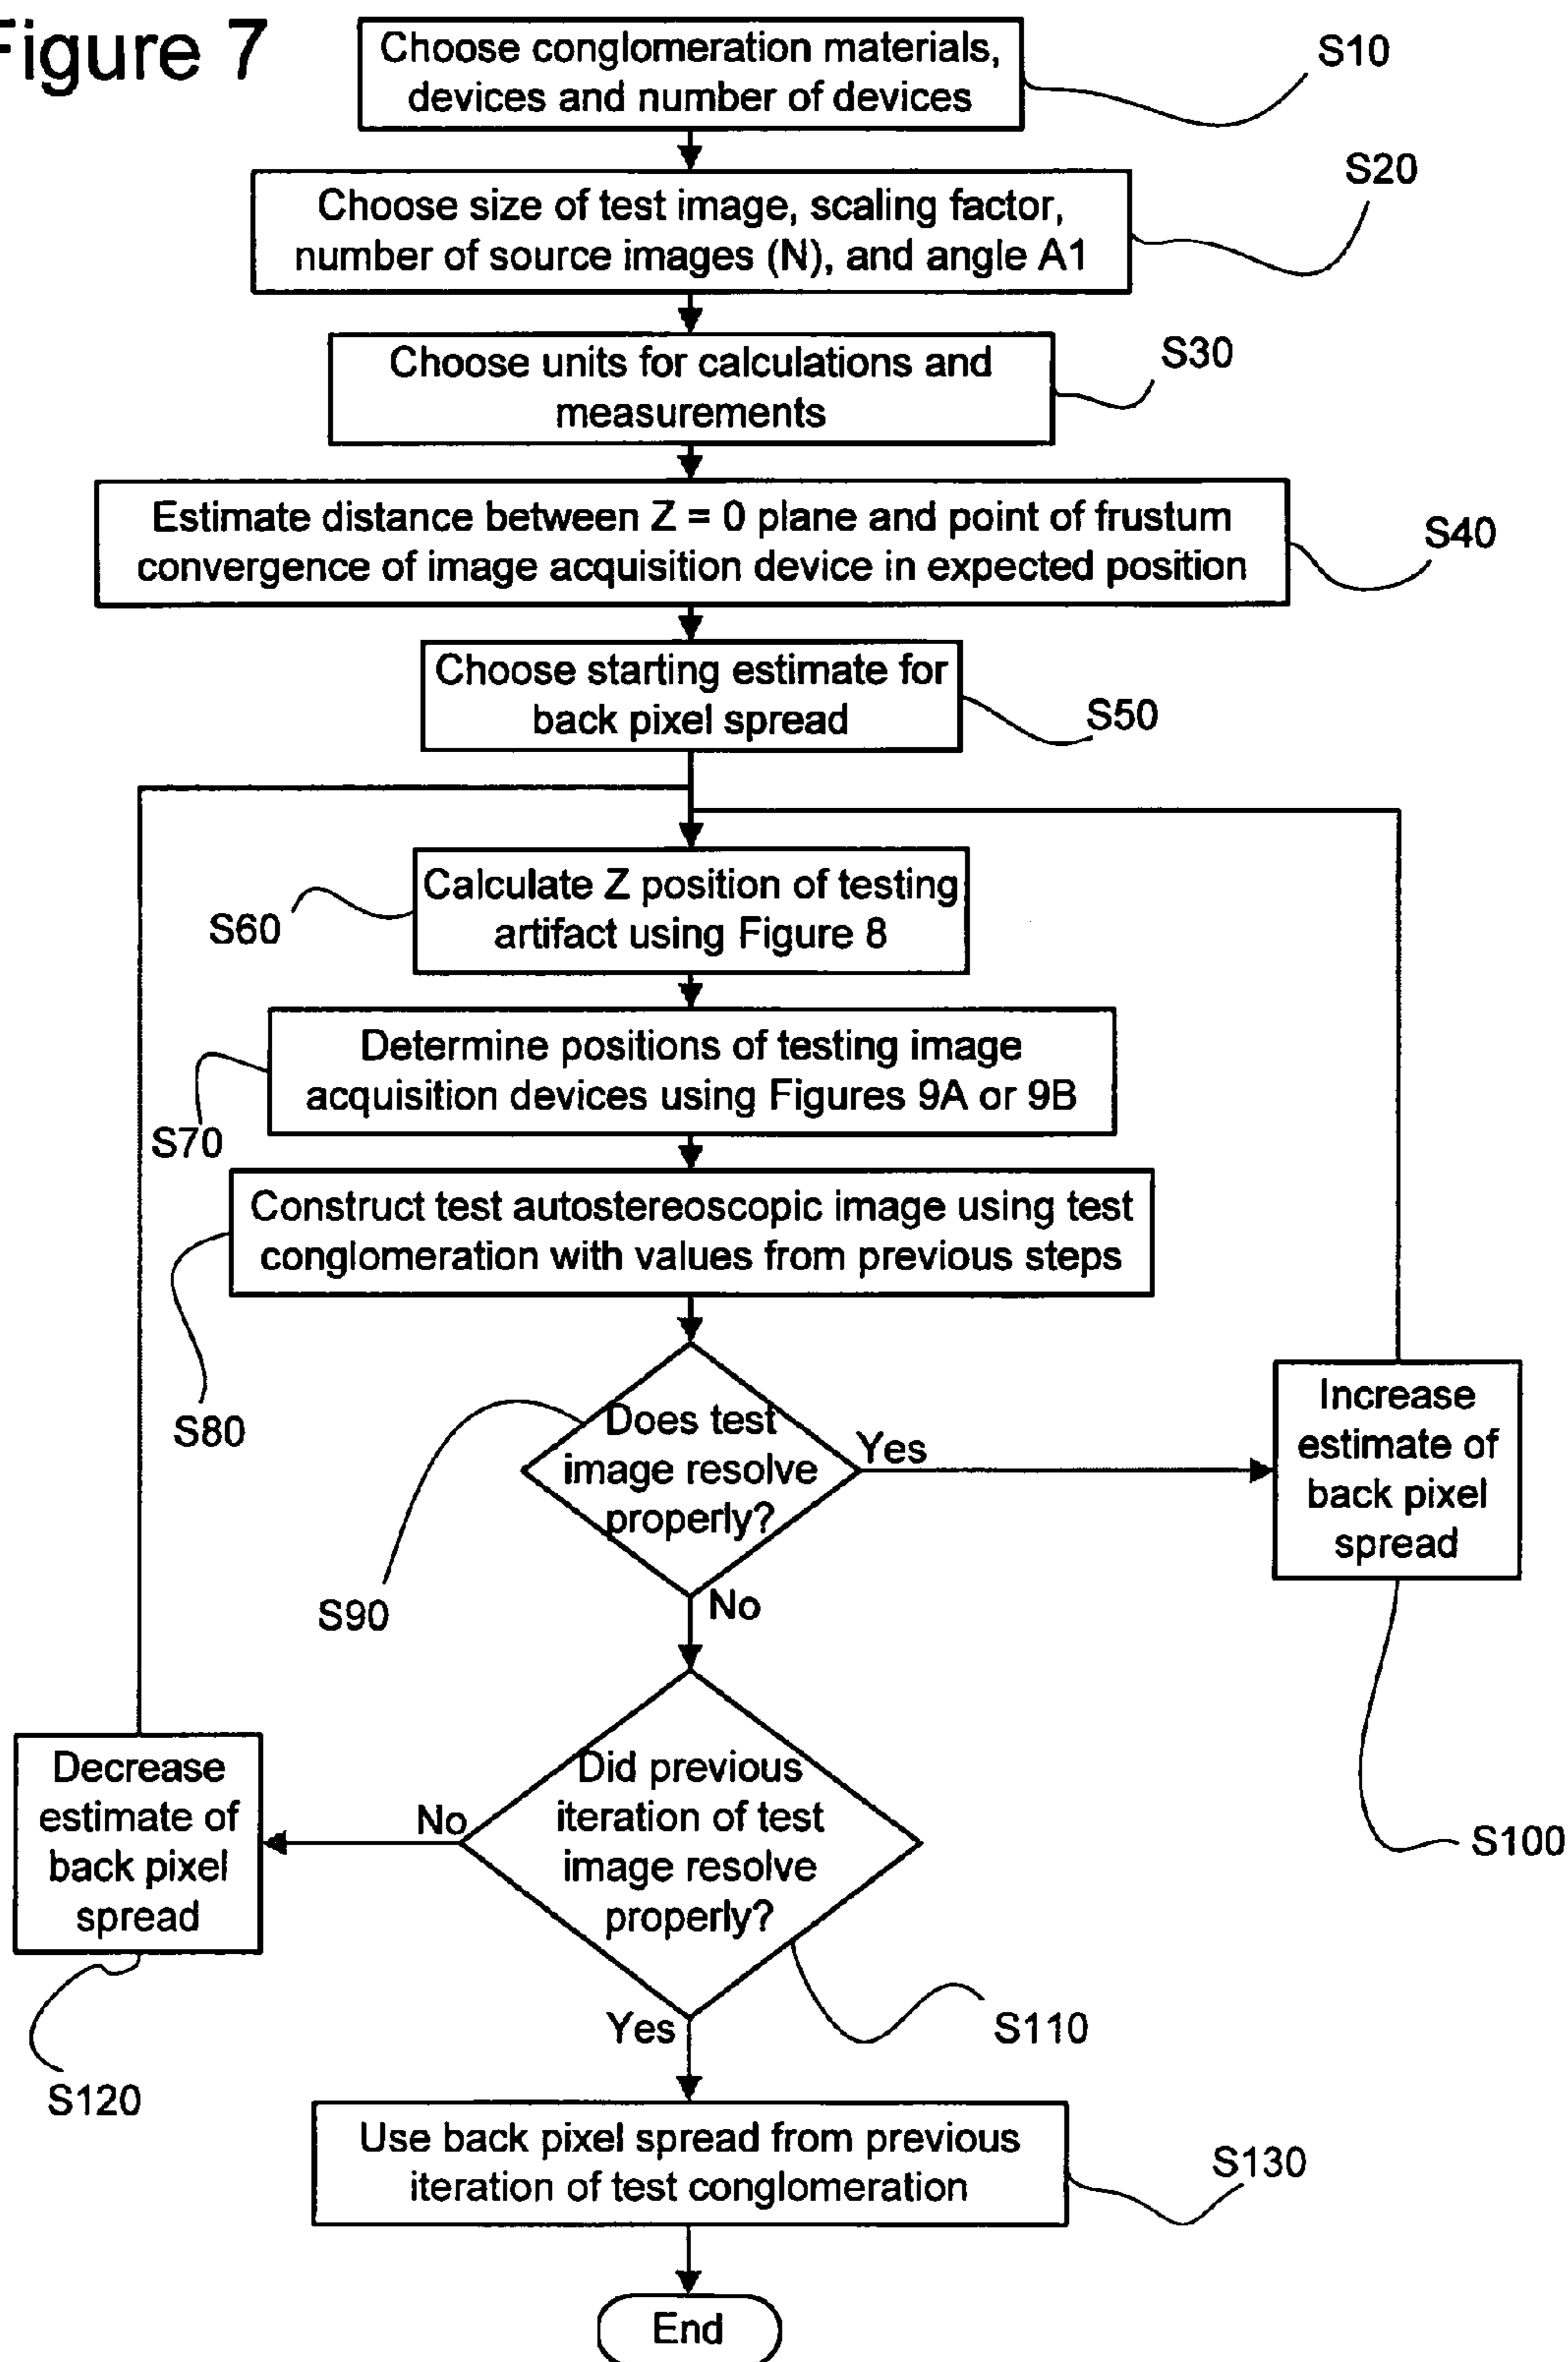 Figure 7
Choose conglomeration materials,
devices and number of devices
S10
Choose size of test image, scaling factor,
number of source images (N), and angle A1
S20
Choose units for calculations and
measurements
S30
Estimate distance between Z = 0 plane and point of frustum
convergence of image acquisition device in expected position
S40
Choose starting estimate for
back pixel spread
S50
Calculate Z position of testing
artifact using Figure 8
S60
Determine positions of testing image
acquisition devices using Figures 9A or 9B
S70
Construct test autostereoscopic image using test
conglomeration with values from previous steps
S80
Does test
image resolve
properly?
S90
Yes
No
Increase
estimate of
back pixel
spread
S100
Did previous
iteration of test
image resolve
properly?
S110
No
Yes
Decrease
estimate of
back pixel
spread
S120
Use back pixel spread from previous
iteration of test conglomeration
S130
End